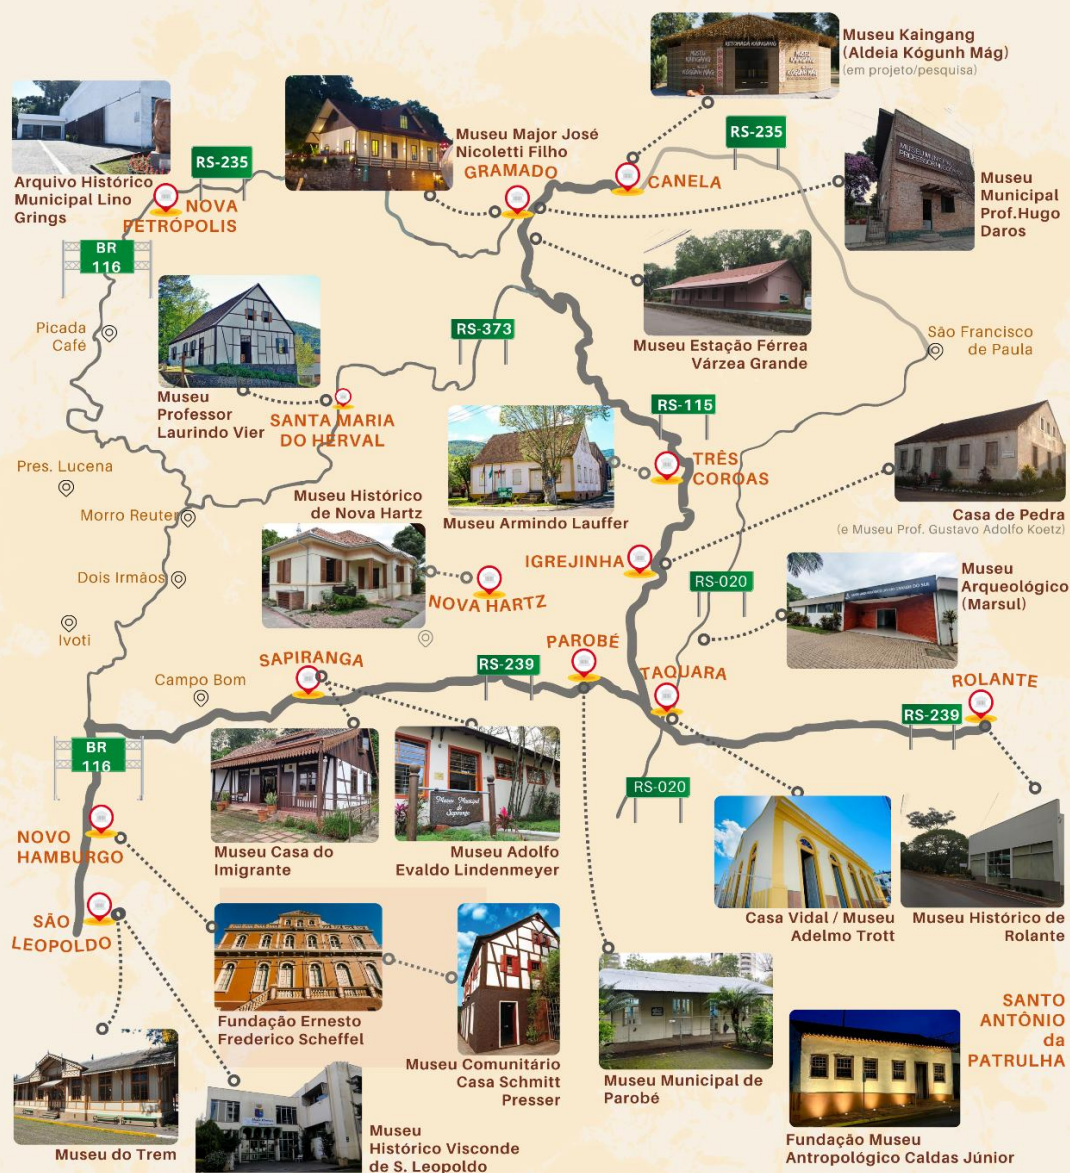 Museu Kaingang
(Aldeia Kógunh Mág)
(em projeto/pesquisa)
RS-235
RS-235
Arquivo Histórico
Municipal Lino
Grings
NOVA
PETRÓPOLIS
Museu Major José
Nicoletti Filho
GRAMADO
CANELA
Museu
Municipal
Prof.Hugo
Daros
BR
116
Picada
Café
Museu
Professor
Laurindo Vier
RS-373
SANTA MARIA
DO HERVAL
Museu Estação Férrea
Várzea Grande
São Francisco
de Paula
RS-115
TRÊS
COROAS
Museu Armindo Lauffer
Casa de Pedra
(e Museu Prof. Gustavo Adolfo Koetz)
Pres. Lucena
Morro Reuter
Museu Histórico
de Nova Hartz
NOVA HARTZ
IGREJINHA
RS-020
Museu
Arqueológico
(Marsul)
Dois Irmãos
Ivoti
Campo Bom
SAPIRANGA
RS-239
PAROBÉ
TAQUARA
ROLANTE
RS-239
BR
116
RS-020
NOVO
HAMBURGO
Museu Casa do
Imigrante
Museu Municipal
de
Sapiranga
Museu Adolfo
Evaldo Lindenmeyer
Casa Vidal / Museu
Adelmo Trott
Museu Histórico de
Rolante
SÃO
LEOPOLDO
Fundação Ernesto
Frederico Scheffel
Museu Comunitário
Casa Schmitt
Presser
Museu Municipal de
Parobé
SANTO
ANTÔNIO
da
PATRULHA
Museu do Trem
Museu
Histórico Visconde
de S. Leopoldo
Fundação Museu
Antropológico Caldas Júnior